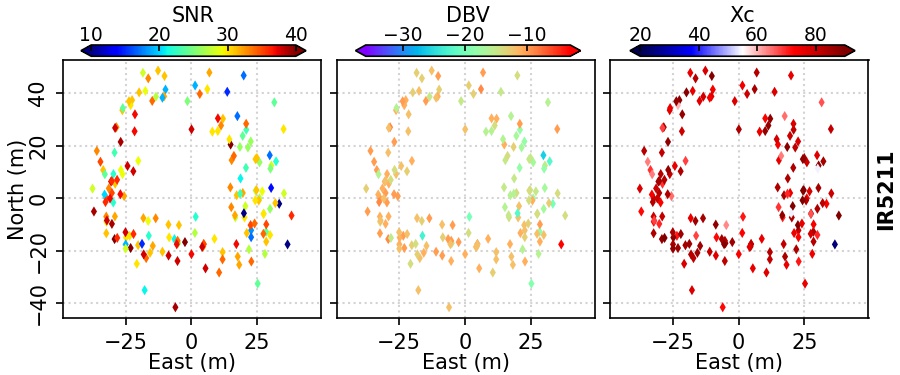 SNR DBV Xc
10 20 30 40 −30 −20 −10 20 40 60 80
40
20
0
−20
−40
North (m)
−25 0 25 −25 0 25 −25 0 25
East (m) East (m) East (m)
IR5211